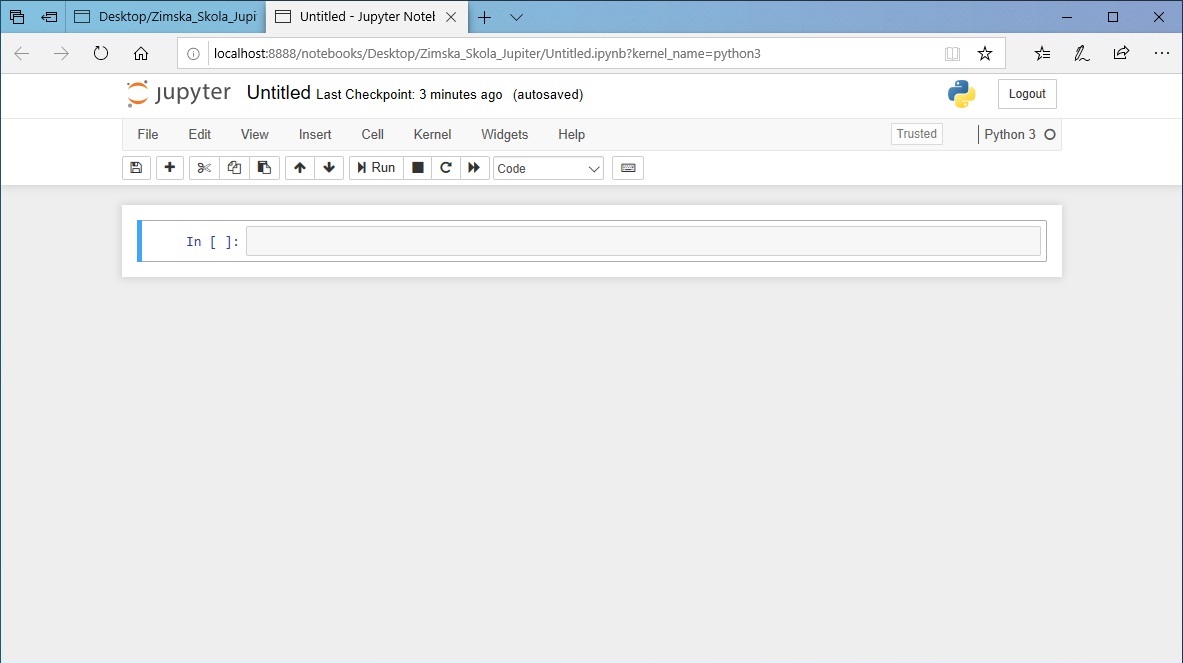 Desktop/Zimska_Skola_Jupi
Untitled - Jupyter Notel
localhost:8888/notebooks/Desktop/Zimska_Skola_Jupiter/Untitled.ipynb?kernel_name=python3
jupyter Untitled Last Checkpoint: 3 minutes ago (autosaved) Logout
File Edit View Insert Cell Kernel Widgets Help Trusted Python 3
Run Code
In [ ]: